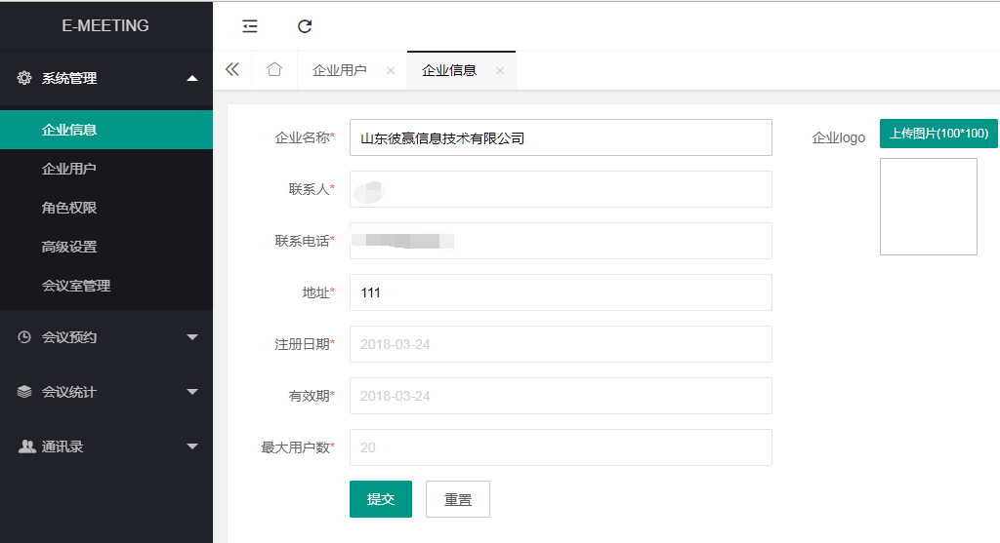 E-MEETING
系统管理
企业信息
企业用户
角色权限
高级设置
会议室管理
会议预约
会议统计
通讯录
企业用户 ×
企业信息 ×
企业名称* 山东彼赢信息技术有限公司
企业logo 上传图片(100*100)
联系人*
联系电话*
地址* 111
注册日期* 2018-03-24
有效期* 2018-03-24
最大用户数* 20
提交 重置